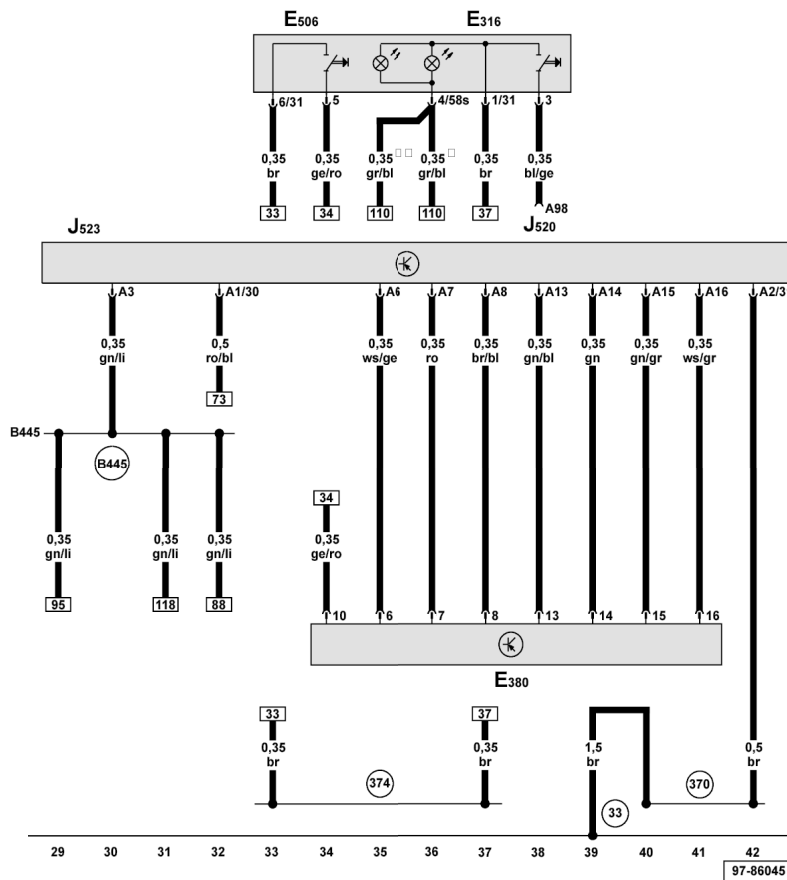 E506 E316
6/31 5 4/58s 1/31 3
0,35 0,35 0,35 0,35 0,35 0,35
br ge/ro gr/bl gr/bl br bl/ge
33 34 110 110 37 A98
J523 J520
A3 A1/30 A6 A7 A8 A13 A14 A15 A16 A2/3
0,35 0,5 0,35 0,35 0,35 0,35 0,35 0,35 0,35
gn/li ro/bl ws/ge ro br/bl gn/bl gn gn/gr ws/gr
73
B445
B445
34
0,35 0,35 0,35 0,35
gn/li gn/li gn/li ge/ro
95 118 88
10 6 7 8 13 14 15 16
E380
33 37
0,35 0,35 1,5 0,5
br br br br
374 370
33
29 30 31 32 33 34 35 36 37 38 39 40 41 42
97-86045